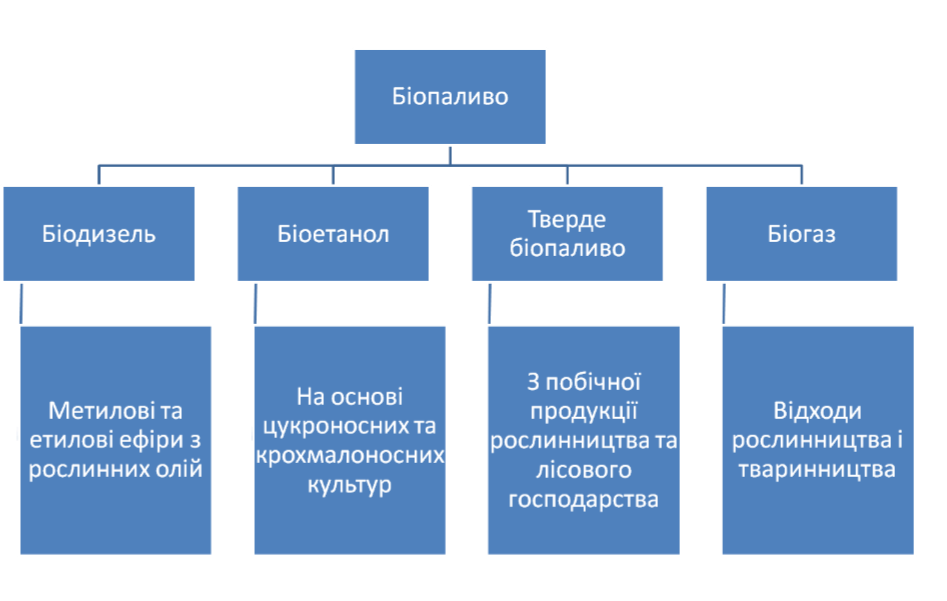 Біопаливо
Біодизель
Біоетанол
Тверде
біопаливо
Біогаз
Метилові та
етилові ефіри з
рослинних олій
На основі
цукроносних та
крохмалоносних
культур
З побічної
продукції
рослинництва та
лісового
господарства
Відходи
рослинництва і
тваринництва